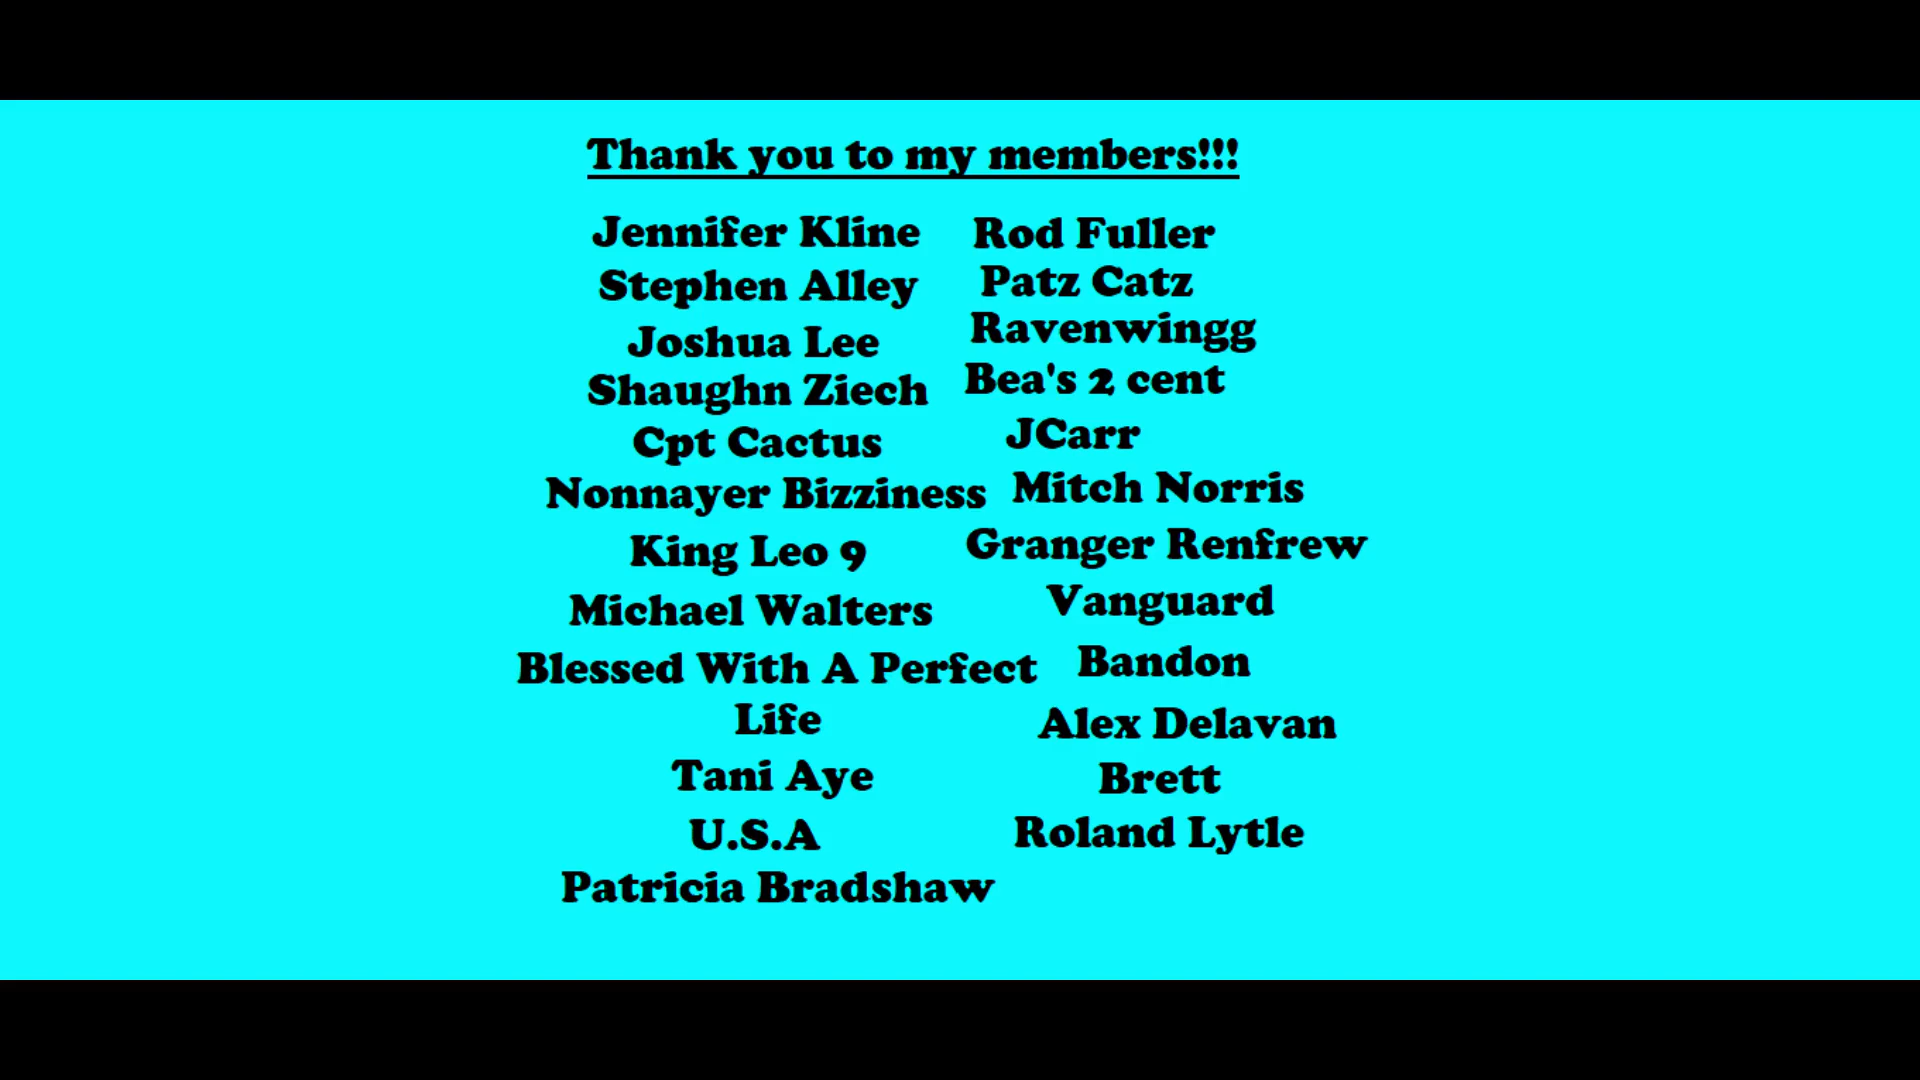 Thank you to my members!!!
Jennifer Kline
Stephen Alley
Joshua Lee
Shaughn Ziech
Cpt Cactus
Nonnayer Bizziness
King Leo 9
Michael Walters
Blessed With A Perfect
Life
Tani Aye
U.S.A
Patricia Bradshaw
Rod Fuller
Patz Catz
Ravenwingg
Bea's 2 cent
JCarr
Mitch Norris
Granger Renfrew
Vanguard
Bandon
Alex Delavan
Brett
Roland Lytle